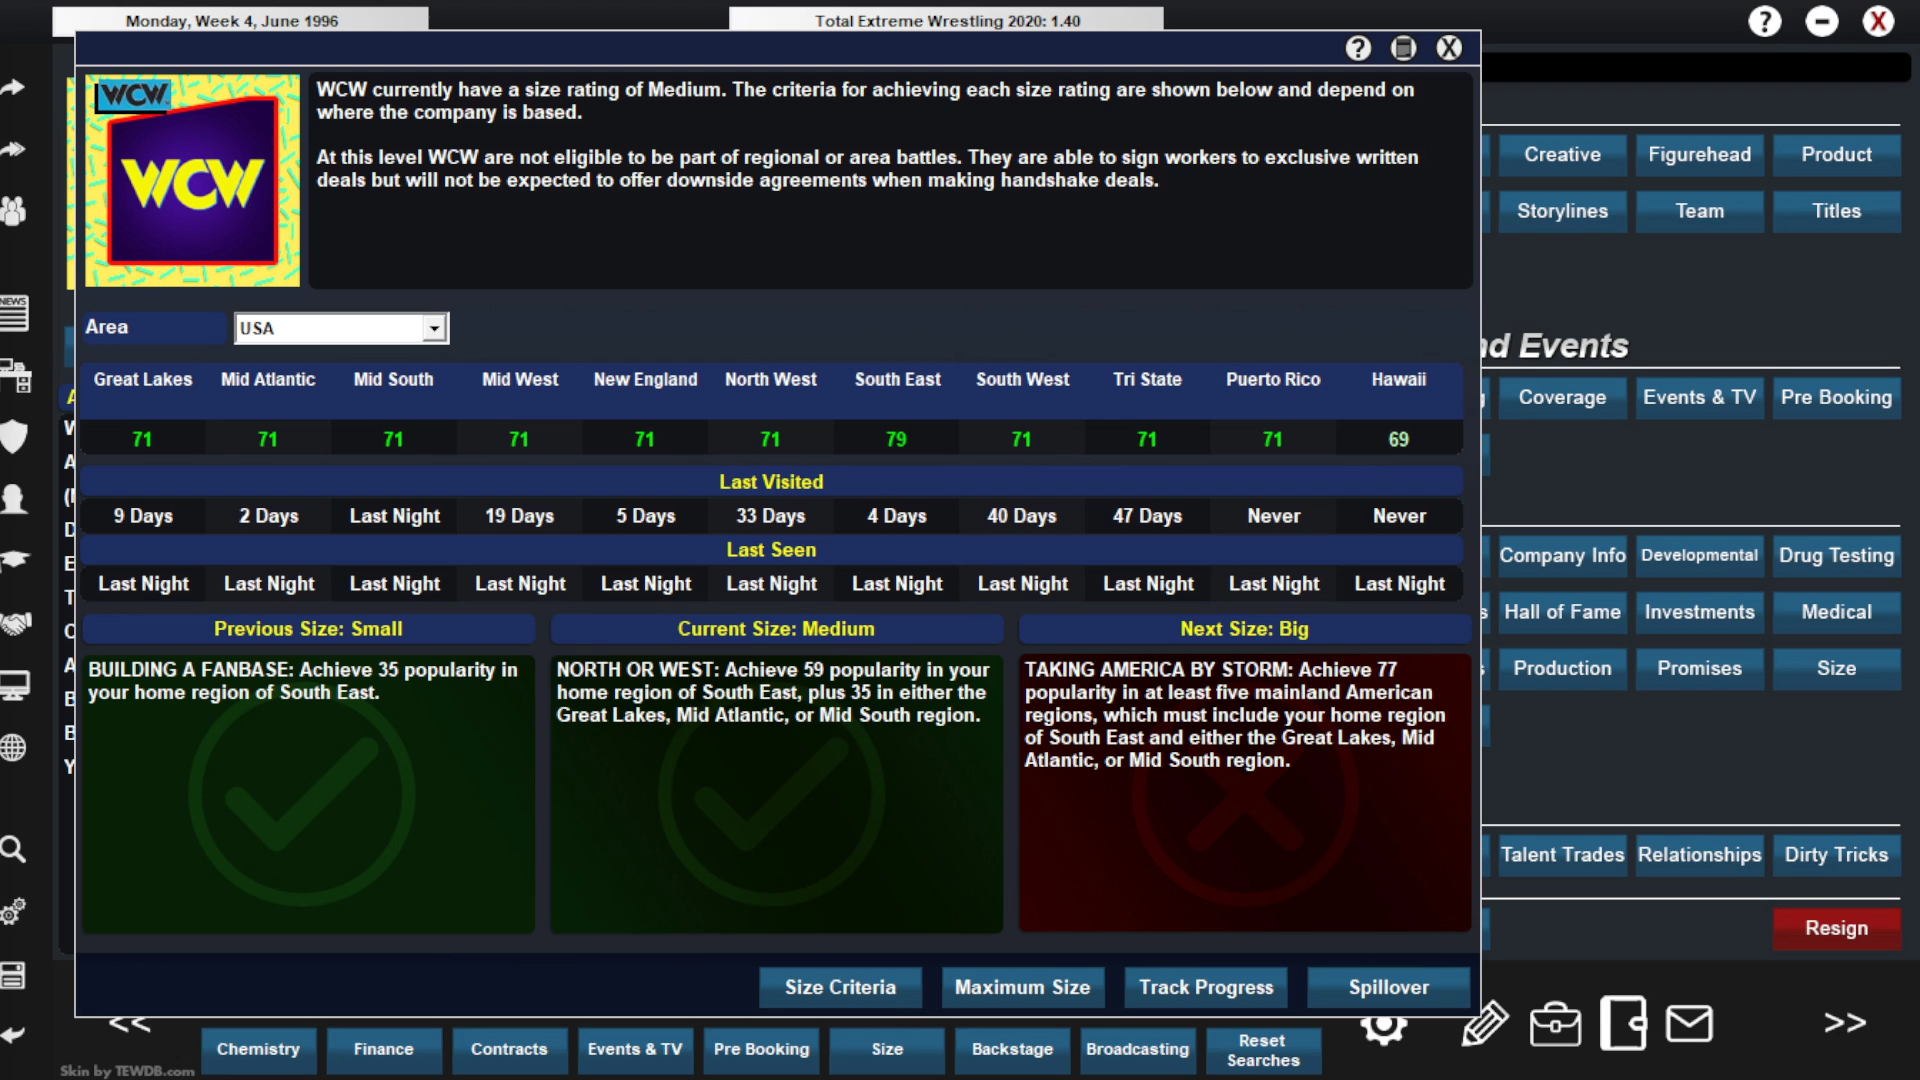 Monday, Week 4, June 1996
Total Extreme Wrestling 2020: 1.40
WCW
WCW
WCW currently have a size rating of Medium. The criteria for achieving each size rating are shown below and depend on
where the company is based.
At this level WCW are not eligible to be part of regional or area battles. They are able to sign workers to exclusive written
deals but will not be expected to offer downside agreements when making handshake deals.
Creative Figurehead Product
Storylines Team Titles
NEWS
Area USA
nd Events
Great Lakes Mid Atlantic Mid South Mid West New England North West South East South West Tri State Puerto Rico Hawaii
71 71 71 71 71 71 79 71 71 71 69
Coverage Events & TV Pre Booking
Last Visited
9 Days 2 Days Last Night 19 Days 5 Days 33 Days 4 Days 40 Days 47 Days Never Never
Last Seen
Last Night Last Night Last Night Last Night Last Night Last Night Last Night Last Night Last Night Last Night Last Night
Company Info Developmental Drug Testing
Hall of Fame Investments Medical
Production Promises Size
Previous Size: Small
BUILDING A FANBASE: Achieve 35 popularity in
your home region of South East.
Current Size: Medium
NORTH OR WEST: Achieve 59 popularity in your
home region of South East, plus 35 in either the
Great Lakes, Mid Atlantic, or Mid South region.
Next Size: Big
TAKING AMERICA BY STORM: Achieve 77
popularity in at least five mainland American
regions, which must include your home region
of South East and either the Great Lakes, Mid
Atlantic, or Mid South region.
Talent Trades Relationships Dirty Tricks
Resign
Size Criteria Maximum Size Track Progress Spillover
<< >>
Chemistry Finance Contracts Events & TV Pre Booking Size Backstage Broadcasting Reset
Searches
Skin by TEWDB.com